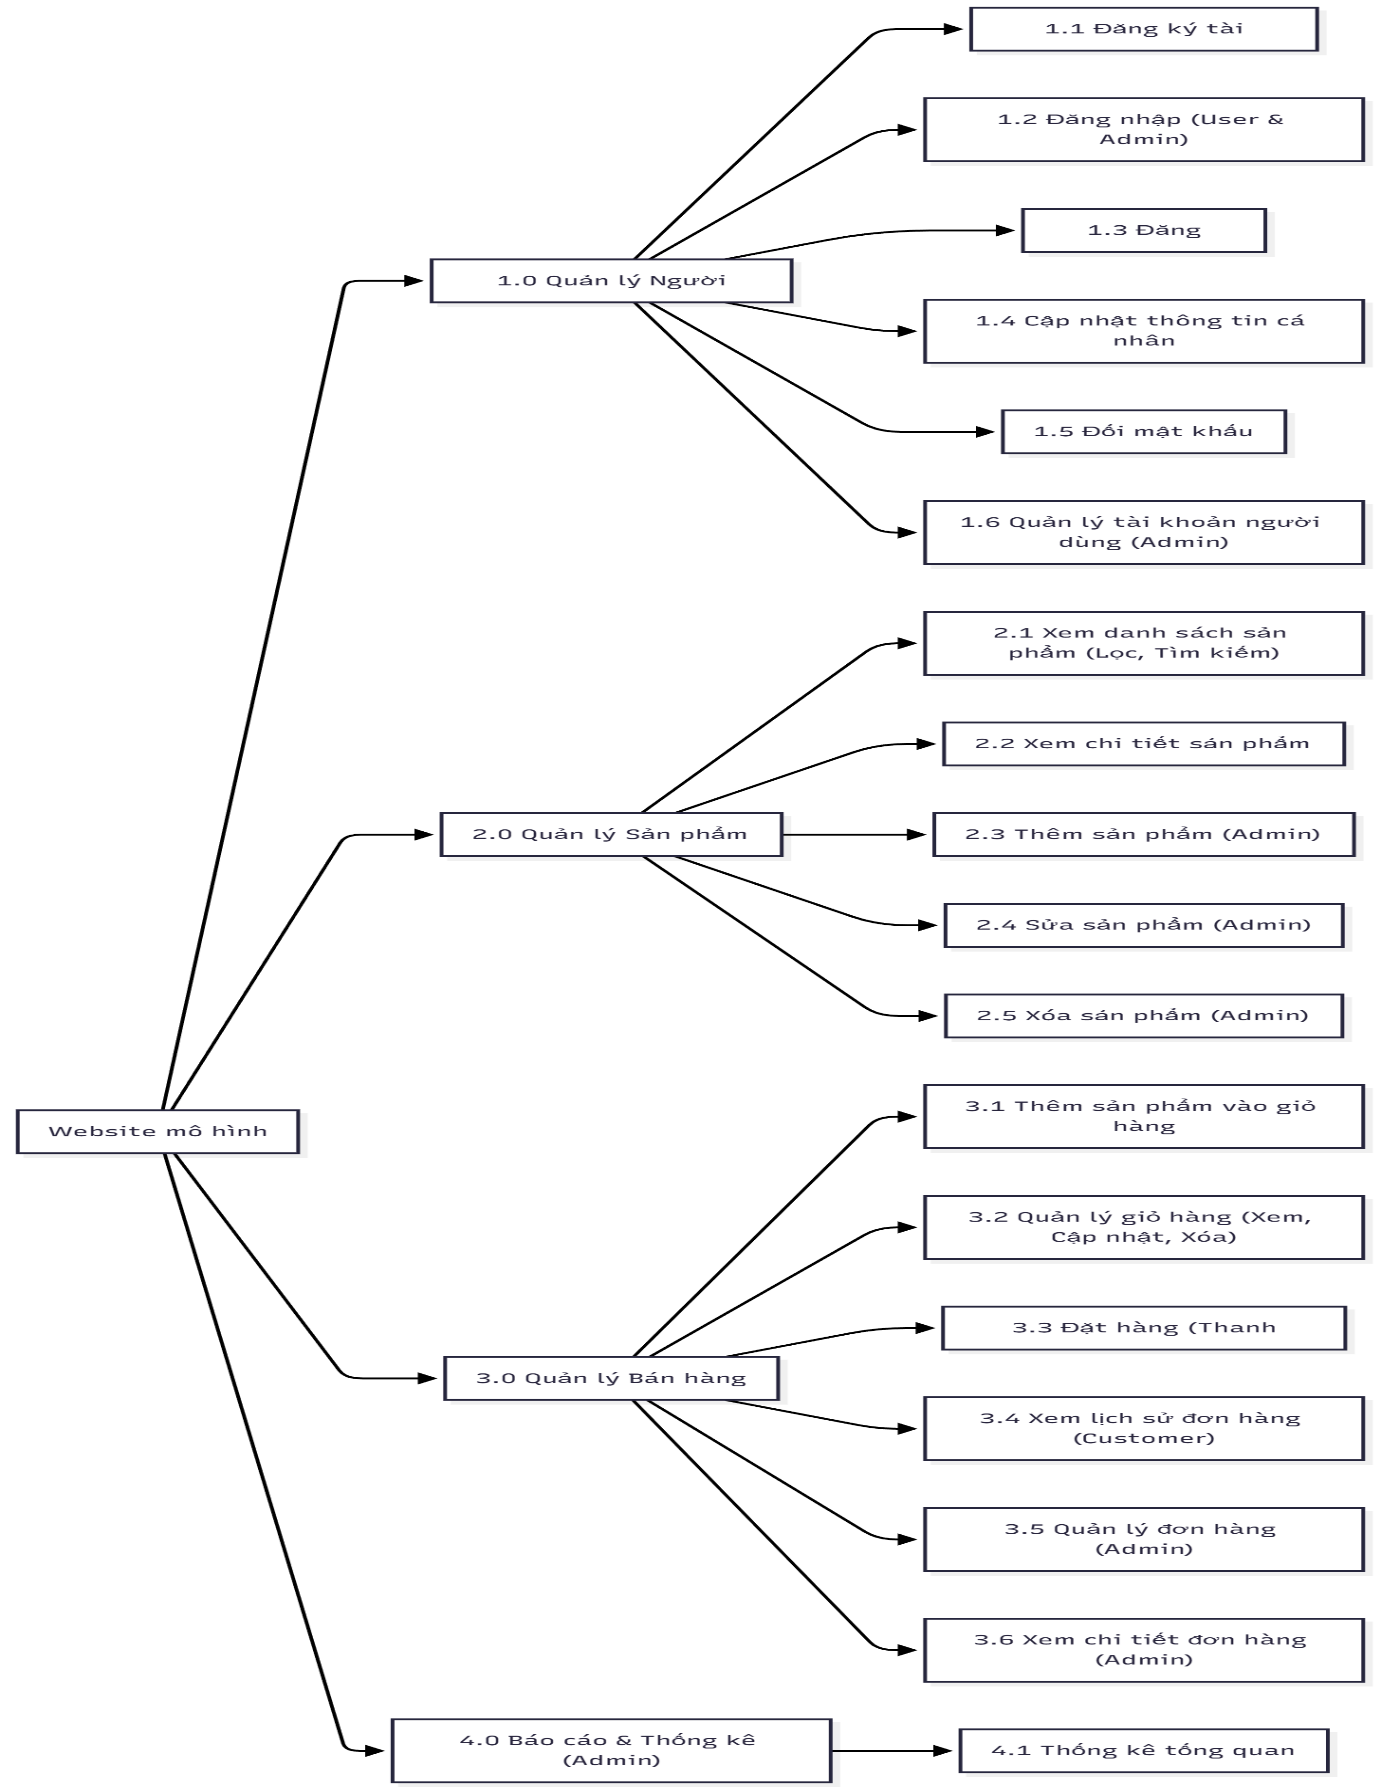 1.1 Đăng ký tài
1.2 Đăng nhập (User &
Admin)
1.3 Đăng
1.0 Quản lý Người
1.4 Cập nhật thông tin cá
nhân
1.5 Đổi mật khẩu
1.6 Quản lý tài khoản người
dùng (Admin)
2.1 Xem danh sách sản
phẩm (Lọc, Tìm kiếm)
2.2 Xem chi tiết sản phẩm
2.0 Quản lý Sản phẩm
2.3 Thêm sản phẩm (Admin)
2.4 Sửa sản phẩm (Admin)
2.5 Xóa sản phẩm (Admin)
Website mô hình
3.1 Thêm sản phẩm vào giỏ
hàng
3.2 Quản lý giỏ hàng (Xem,
Cập nhật, Xóa)
3.3 Đặt hàng (Thanh
3.0 Quản lý Bán hàng
3.4 Xem lịch sử đơn hàng
(Customer)
3.5 Quản lý đơn hàng
(Admin)
3.6 Xem chi tiết đơn hàng
(Admin)
4.0 Báo cáo & Thống kê
(Admin)
4.1 Thống kê tổng quan